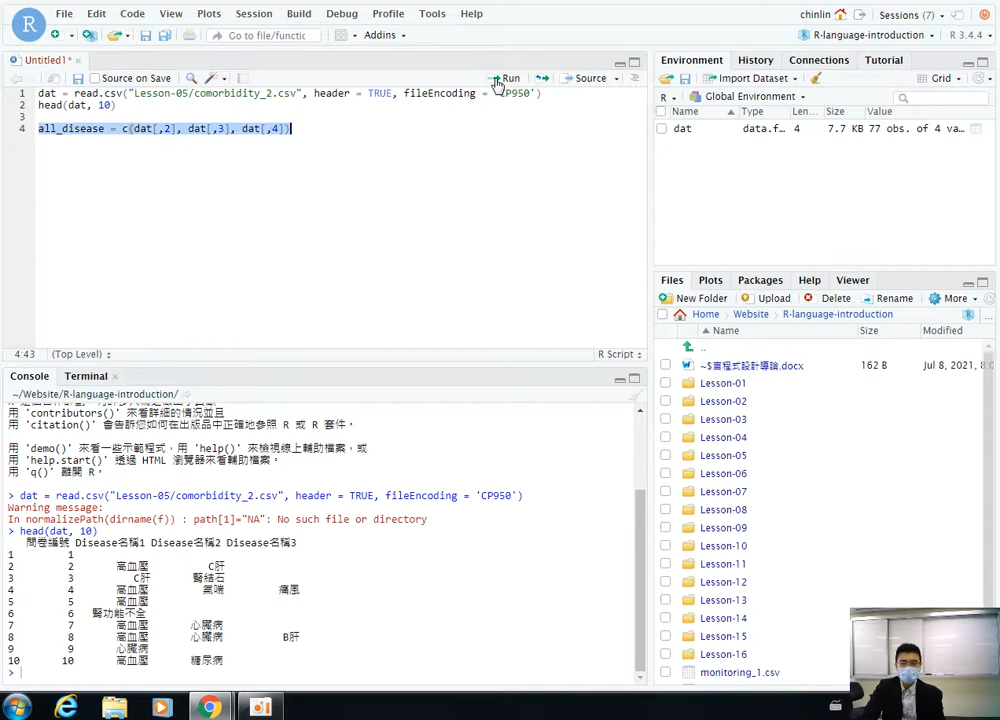 File Edit Code View Plots Session Build Debug Profile Tools Help
chinlin Sessions (7)
Go to file/functic Addins
R-language-introduction R 3.4.4
Untitled1*
Source on Save Run Source
1 dat = read.csv("Lesson-05/comorbidity_2.csv", header = TRUE, fileEncoding = 'CP950')
2 head(dat, 10)
3
4 all_disease = c(dat[,2], dat[,3], dat[,4])
4:43 (Top Level) R Script
Console Terminal
~/Website/R-language-introduction/
用 'contributors()' 來看詳細的情況並且
用 'citation()' 會告訴您如何在出版品中正確地參照 R 或 R 套件。
用 'demo()' 來看一些示範程式,用 'help()' 來檢視線上輔助檔案,或
用 'help.start()' 透過 HTML 瀏覽器來看輔助檔案。
用 'q()' 離開 R。
> dat = read.csv("Lesson-05/comorbidity_2.csv", header = TRUE, fileEncoding = 'CP950')
Warning message:
In normalizePath(dirname(f)) : path[1]="NA": No such file or directory
> head(dat, 10)
問卷編號 Disease名稱1 Disease名稱2 Disease名稱3
1 1
2 2 高血壓 C肝
3 3 C肝 腎結石
4 4 高血壓 氣喘 痛風
5 5 高血壓
6 6 腎功能不全
7 7 高血壓 心臟病
8 8 高血壓 心臟病 B肝
9 9 心臟病
10 10 高血壓 糖尿病
>
Environment History Connections Tutorial
Import Dataset Grid
R Global Environment
Name Type Len... Size Value
dat data.f... 4 7.7 KB 77 obs. of 4 va...
Files Plots Packages Help Viewer
New Folder Upload Delete Rename More
Home Website R-language-introduction
Name Size Modified
..
~$言程式設計導論.docx 162 B Jul 8, 2021, 8:0
Lesson-01
Lesson-02
Lesson-03
Lesson-04
Lesson-05
Lesson-06
Lesson-07
Lesson-08
Lesson-09
Lesson-10
Lesson-11
Lesson-12
Lesson-13
Lesson-14
Lesson-15
Lesson-16
monitoring_1.csv